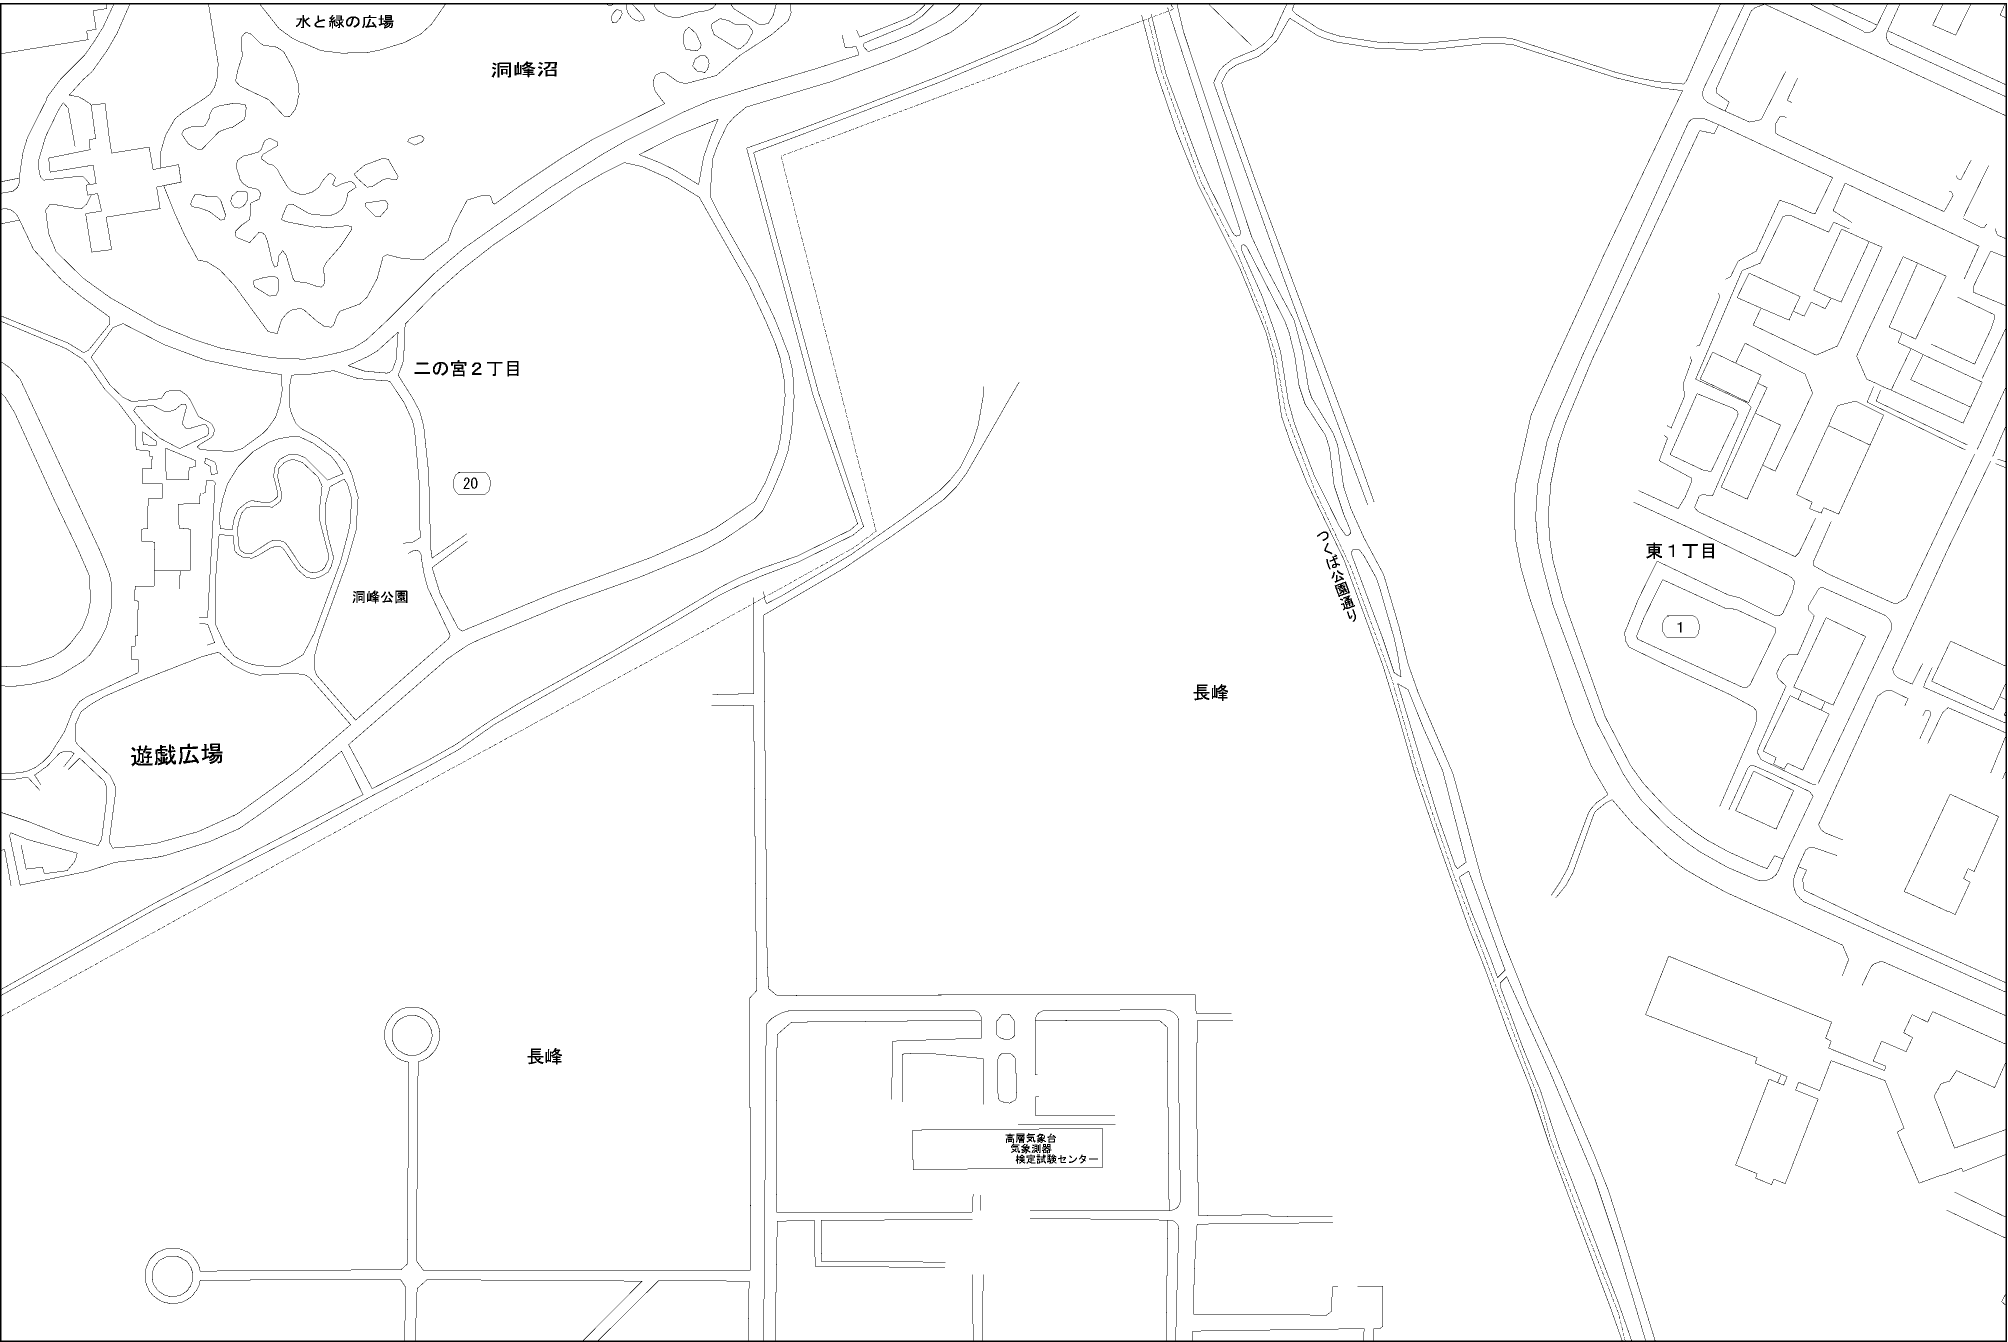 水と緑の広場
洞峰沼
二の宮２丁目
20
つくば公園通り
東１丁目
洞峰公園
1
長峰
遊戯広場
長峰
高層気象台
気象測器
検定試験センター